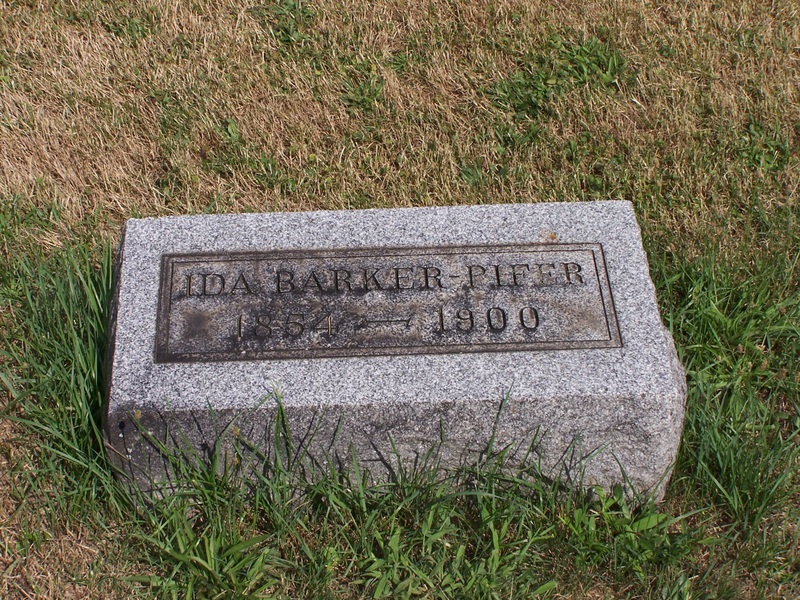 IDA BARKER-PIFER
1854 — 1900